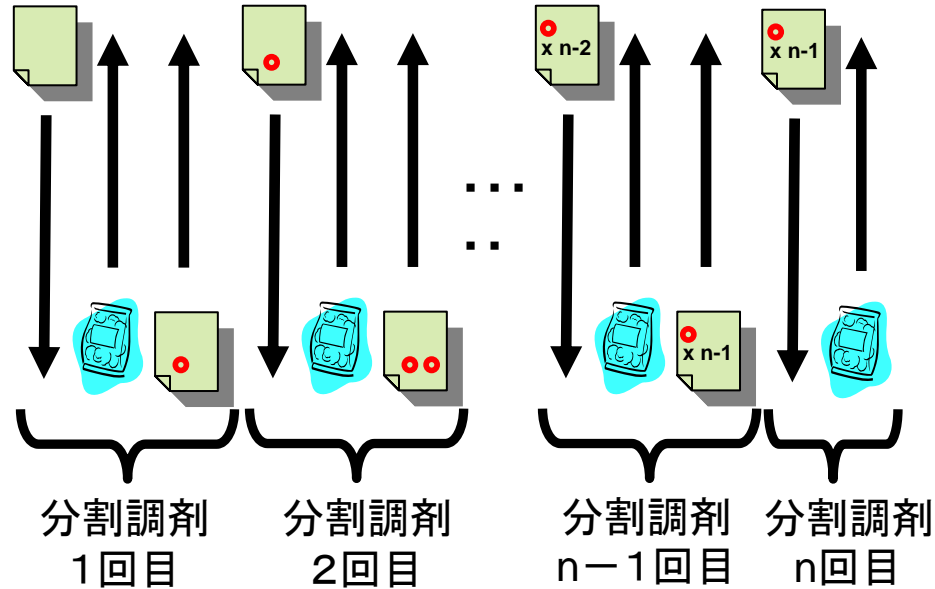 x n-2
x n-1
…
‥
x n-1
分割調剤
1回目
分割調剤
2回目
分割調剤
n－1回目
分割調剤
n回目